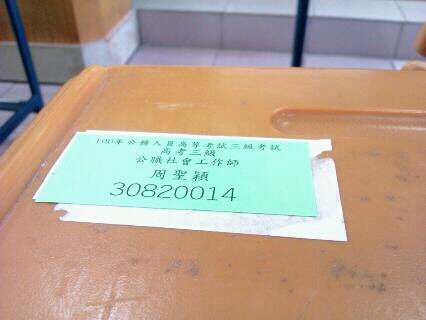 100年公務人員高等考試三級考試
高考三級
公職社會工作師
周聖穎
30820014